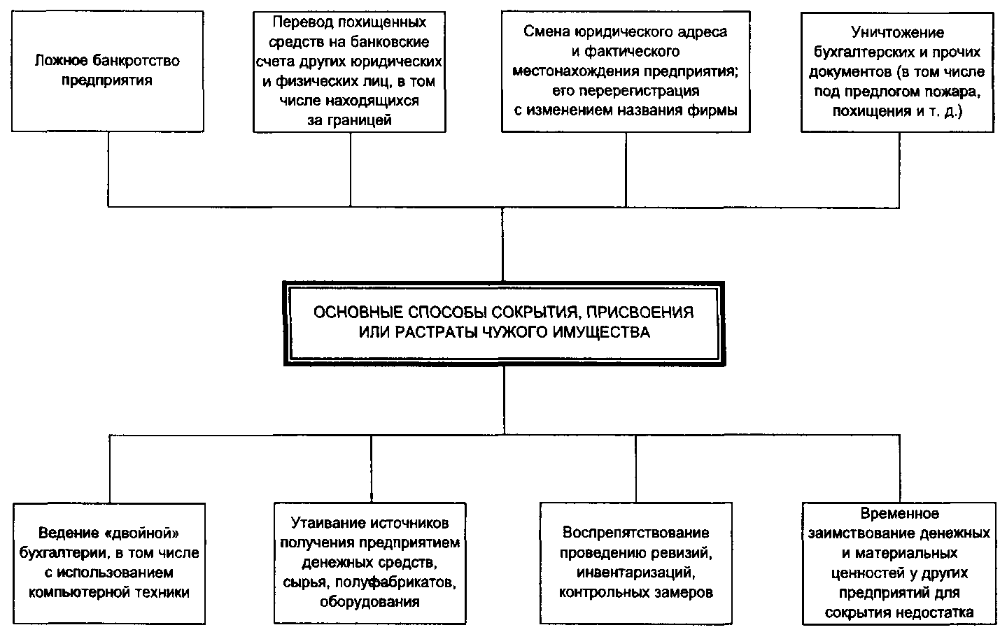 Ложное банкротство
предприятия
Перевод похищенных
средств на банковские
счета других юридических
и физических лиц, в том
числе находящихся
за границей
Смена юридического адреса
и фактического
местонахождения предприятия;
его перерегистрация
с изменением названия фирмы
Уничтожение
бухгалтерских и прочих
документов (в том числе
под предлогом пожара,
похищения и т. д.)
ОСНОВНЫЕ СПОСОБЫ СОКРЫТИЯ, ПРИСВОЕНИЯ
ИЛИ РАСТРАТЫ ЧУЖОГО ИМУЩЕСТВА
Ведение «двойной»
бухгалтерии, в том числе
с использованием
компьютерной техники
Утаивание источников
получения предприятием
денежных средств,
сырья, полуфабрикатов,
оборудования
Воспрепятствование
проведению ревизий,
инвентаризаций,
контрольных замеров
Временное
заимствование денежных
и материальных
ценностей у других
предприятий для
сокрытия недостатка